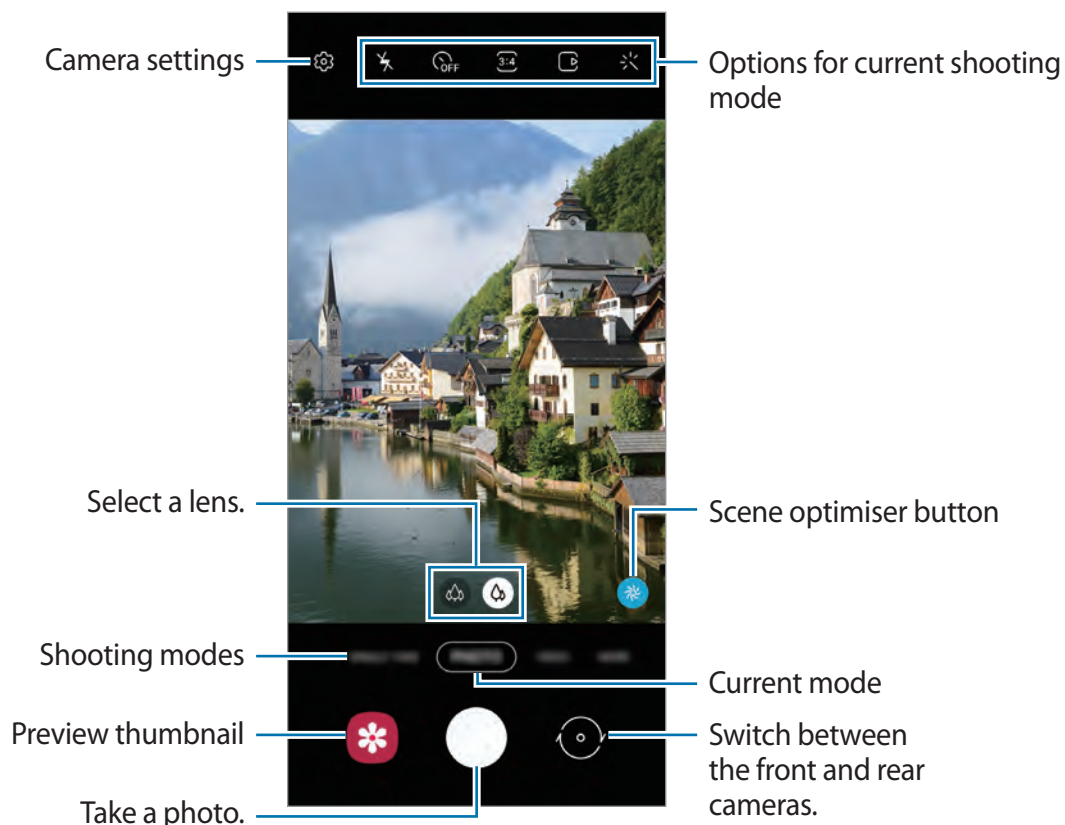 Camera settings
OFF
3:4
Options for current shooting
mode
Select a lens.
Scene optimiser button
Shooting modes
PHOTO
Current mode
Preview thumbnail
Switch between
the front and rear
cameras.
Take a photo.